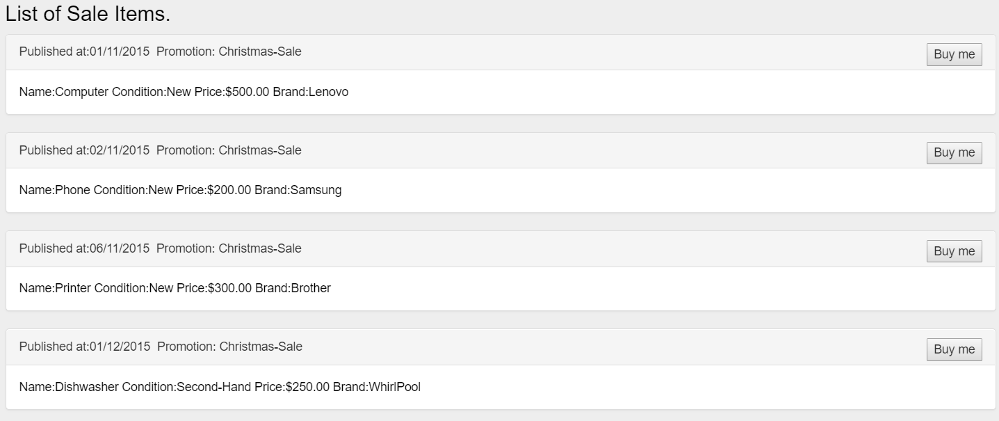 List of Sale Items.
Published at:01/11/2015  Promotion: Christmas-Sale
Buy me
Name:Computer Condition:New Price:$500.00 Brand:Lenovo
Published at:02/11/2015  Promotion: Christmas-Sale
Buy me
Name:Phone Condition:New Price:$200.00 Brand:Samsung
Published at:06/11/2015  Promotion: Christmas-Sale
Buy me
Name:Printer Condition:New Price:$300.00 Brand:Brother
Published at:01/12/2015  Promotion: Christmas-Sale
Buy me
Name:Dishwasher Condition:Second-Hand Price:$250.00 Brand:WhirlPool